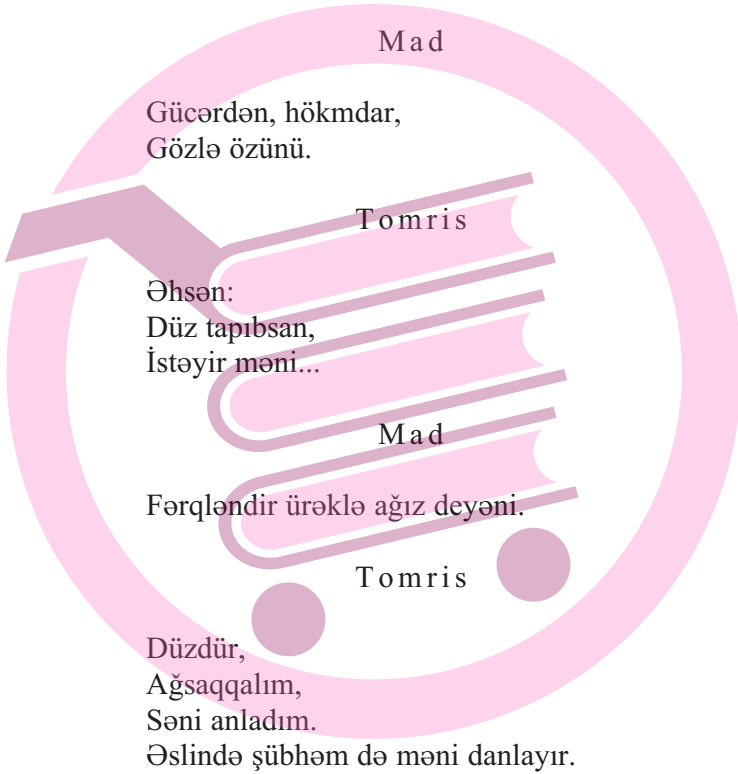 Mad
Gücərdən, hökmdar,
Gözlə özünü.
Tomris
Əhsən:
Düz tapıbsan,
İstəyir məni...
Mad
Fərqləndir ürəklə ağız deyəni.
Tomris
Düzdür,
Ağsaqqalım,
Səni anladım.
Əslində şübhəm də məni danlayır.